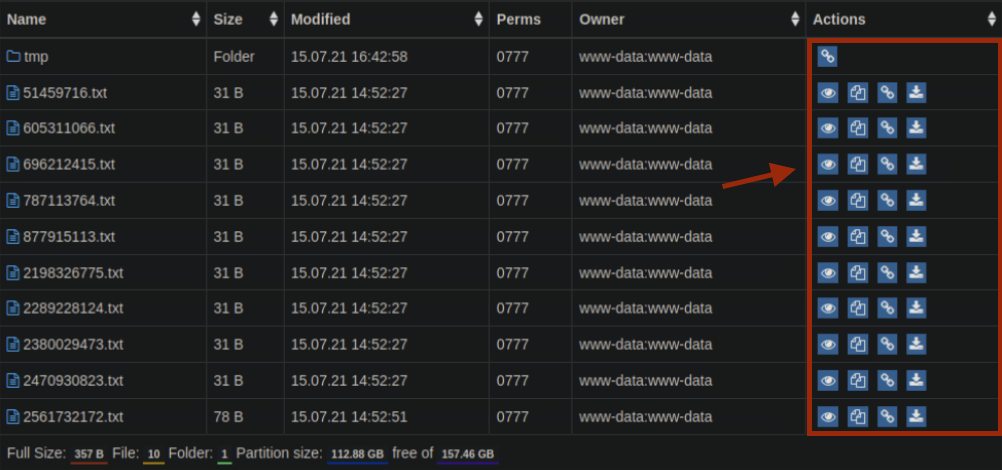 Name Size Modified Perms Owner Actions
tmp Folder 15.07.21 16:42:58 0777 www-data:www-data
51459716.txt 31 B 15.07.21 14:52:27 0777 www-data:www-data
605311066.txt 31 B 15.07.21 14:52:27 0777 www-data:www-data
696212415.txt 31 B 15.07.21 14:52:27 0777 www-data:www-data
787113764.txt 31 B 15.07.21 14:52:27 0777 www-data:www-data
877915113.txt 31 B 15.07.21 14:52:27 0777 www-data:www-data
2198326775.txt 31 B 15.07.21 14:52:27 0777 www-data:www-data
2289228124.txt 31 B 15.07.21 14:52:27 0777 www-data:www-data
2380029473.txt 31 B 15.07.21 14:52:27 0777 www-data:www-data
2470930823.txt 31 B 15.07.21 14:52:27 0777 www-data:www-data
2561732172.txt 78 B 15.07.21 14:52:51 0777 www-data:www-data
Full Size: 357 B File: 10 Folder: 1 Partition size: 112.88 GB free of 157.46 GB